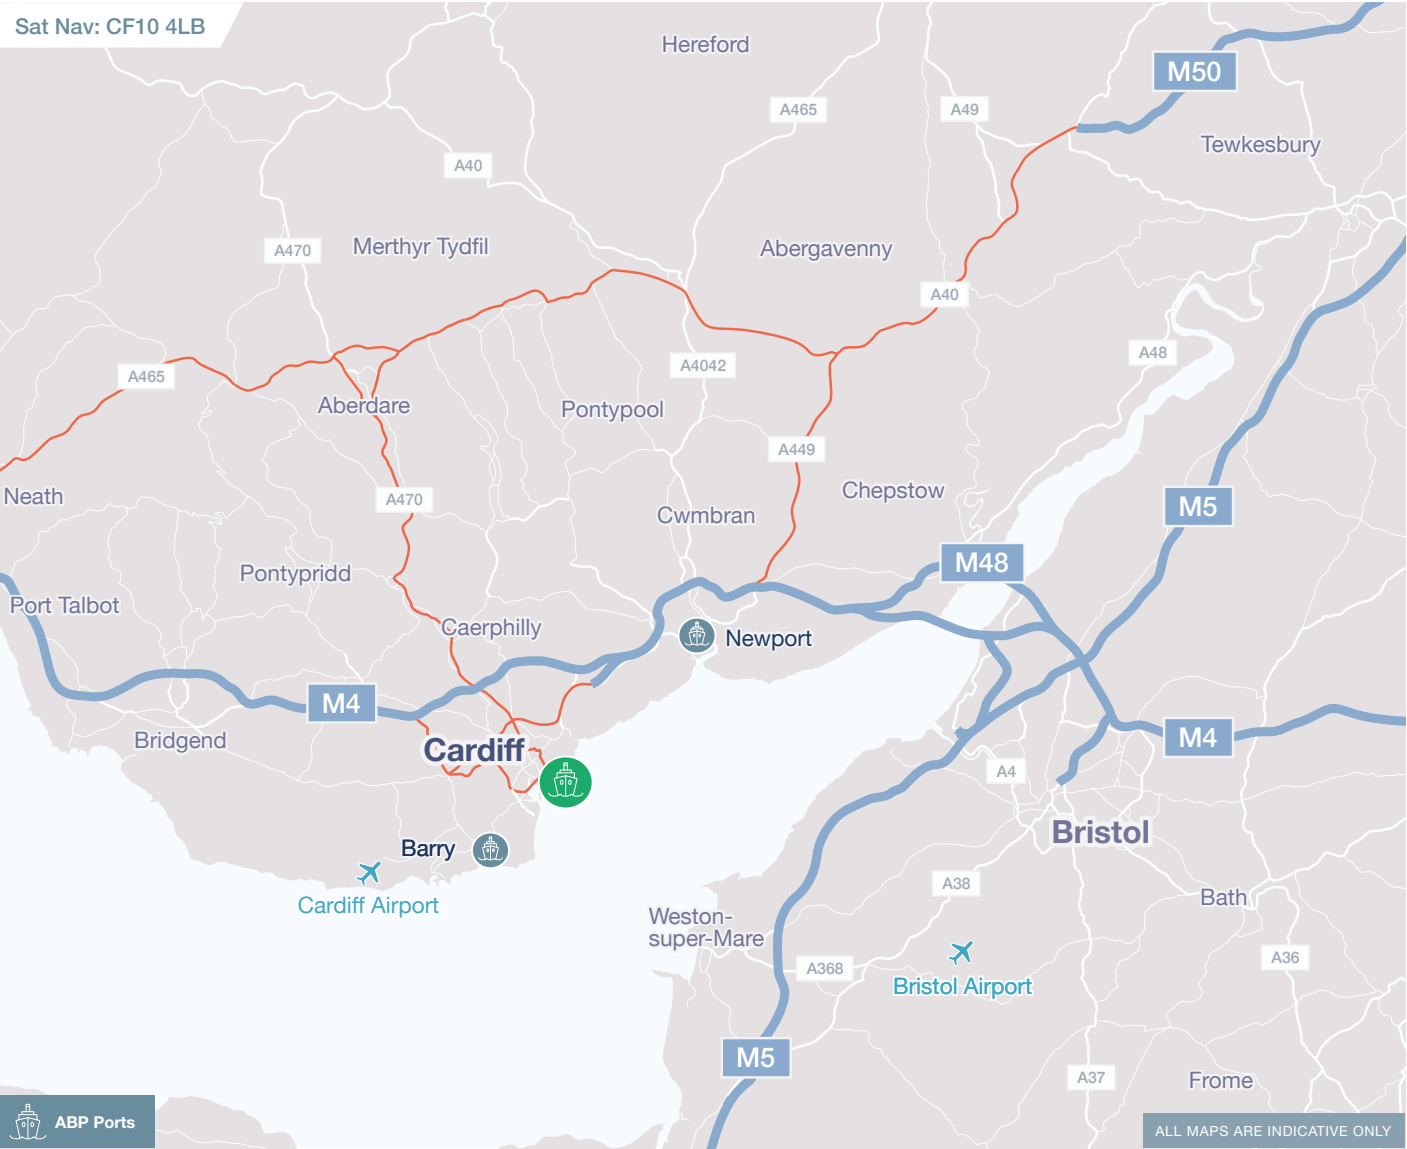 Sat Nav: CF10 4LB
Hereford
M50
A465
A49
Tewkesbury
A40
A470
Merthyr Tydfil
Abergavenny
A40
A48
A4042
A465
Aberdare
Pontypool
A449
Chepstow
Neath
A470
M5
Cwmbran
M48
Pontypridd
Port Talbot
Caerphilly
Newport
M4
Bridgend
Cardiff
M4
A4
Bristol
Barry
A38
Bath
Cardiff Airport
Weston-
super-Mare
A368
A36
Bristol Airport
M5
A37
Frome
ABP Ports
ALL MAPS ARE INDICATIVE ONLY